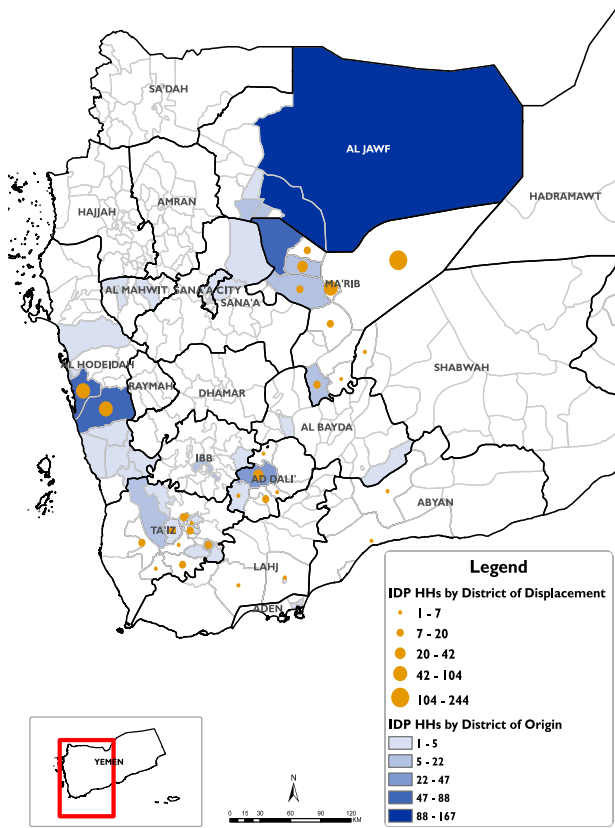 SA'DAH
AL JAWF
HADRAMAWT
HAJJAH
AMRAN
AL MAHWIT
SANA'A CITY
SANA'A
MA'RIB
AL HODEIDAH
RAYMAH
DHAMAR
SHABWAH
AL BAYDA
IBB
AD DALI'
ABYAN
TA'IZ
LAHJ
ADEN
Legend
IDP HHs by District of Displacement
1 - 7
7 - 20
20 - 42
42 - 104
104 - 244
IDP HHs by District of Origin
1 - 5
5 - 22
22 - 47
47 - 88
88 - 167
YEMEN
N
0 15 30 60 90 120
KM